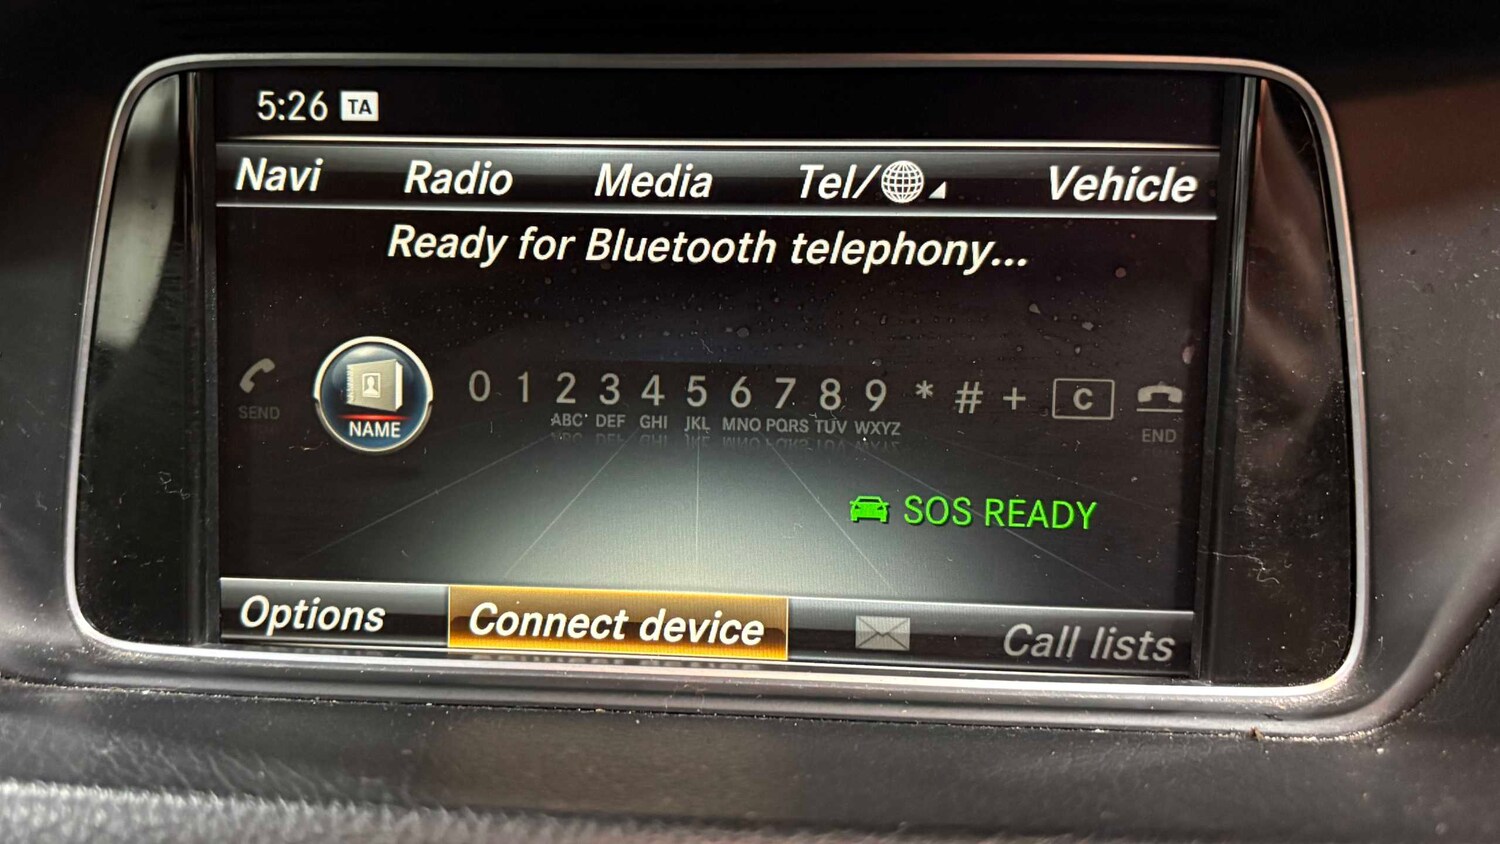 5:26 TA
Navi Radio Media Tel/ Vehicle
Ready for Bluetooth telephony...
0 1 2 3 4 5 6 7 8 9 * # + C
SEND NAME ABC DEF GHI JKL MNO PQRS TUV WXYZ END
SOS READY
Options Connect device Call lists